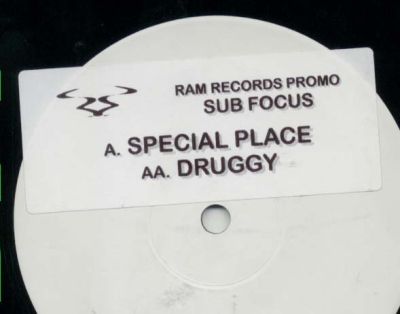 RAM RECORDS PROMO
SUB FOCUS
A. SPECIAL PLACE
AA. DRUGGY